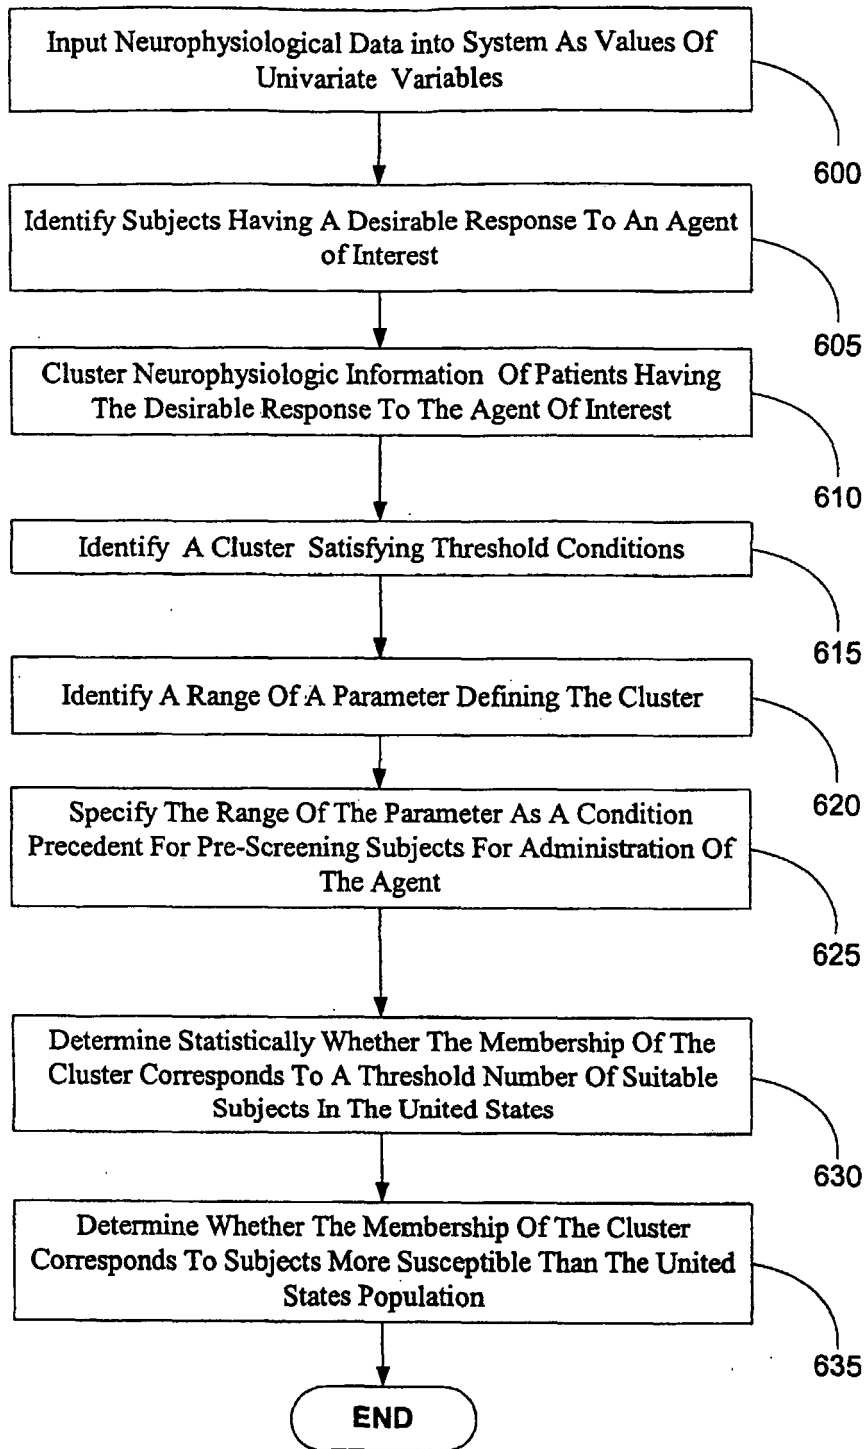 Input Neurophysiological Data into System As Values Of
Univariate Variables
600
Identify Subjects Having A Desirable Response To An Agent
of Interest
605
Cluster Neurophysiologic Information Of Patients Having
The Desirable Response To The Agent Of Interest
610
Identify A Cluster Satisfying Threshold Conditions
615
Identify A Range Of A Parameter Defining The Cluster
620
Specify The Range Of The Parameter As A Condition
Precedent For Pre-Screening Subjects For Administration Of
The Agent
625
Determine Statistically Whether The Membership Of The
Cluster Corresponds To A Threshold Number Of Suitable
Subjects In The United States
630
Determine Whether The Membership Of The Cluster
Corresponds To Subjects More Susceptible Than The United
States Population
635
END